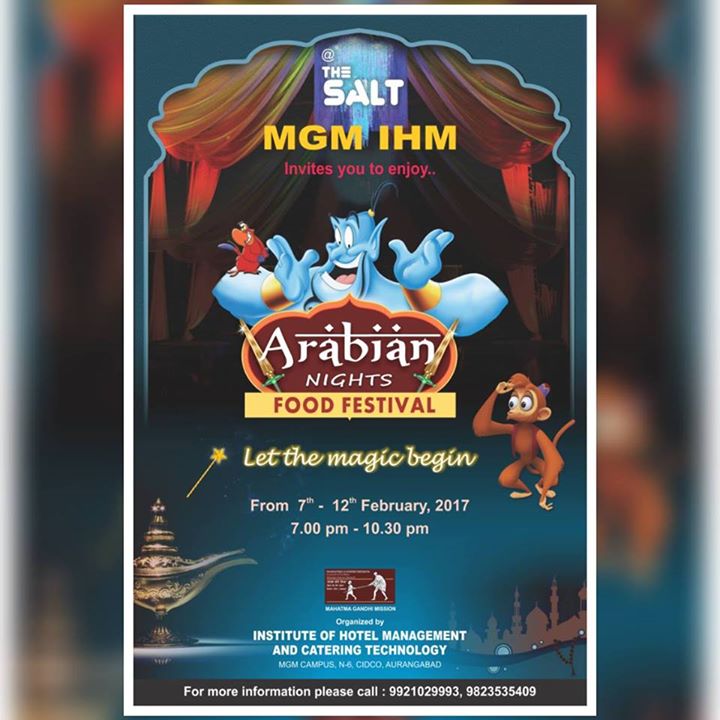 @
THE
SALT
MGM IHM
Invites you to enjoy..
Arabian
NIGHTS
FOOD FESTIVAL
Let the magic begin
From 7th - 12th February, 2017
7.00 pm - 10.30 pm
MAHATMA GANDHI MISSION
Organized by
INSTITUTE OF HOTEL MANAGEMENT
AND CATERING TECHNOLOGY
MGM CAMPUS, N-6, CIDCO, AURANGABAD
For more information please call : 9921029993, 9823535409